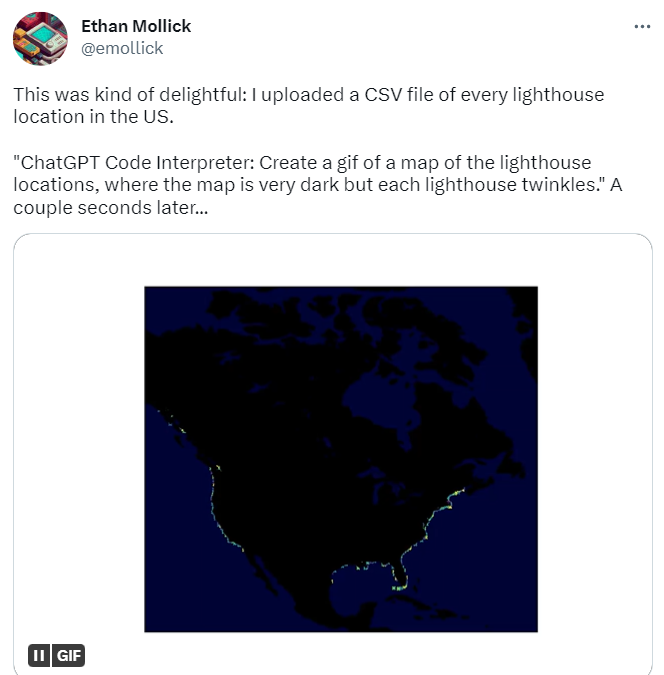 Ethan Mollick
@emollick
This was kind of delightful: I uploaded a CSV file of every lighthouse
location in the US.
"ChatGPT Code Interpreter: Create a gif of a map of the lighthouse
locations, where the map is very dark but each lighthouse twinkles." A
couple seconds later...
GIF